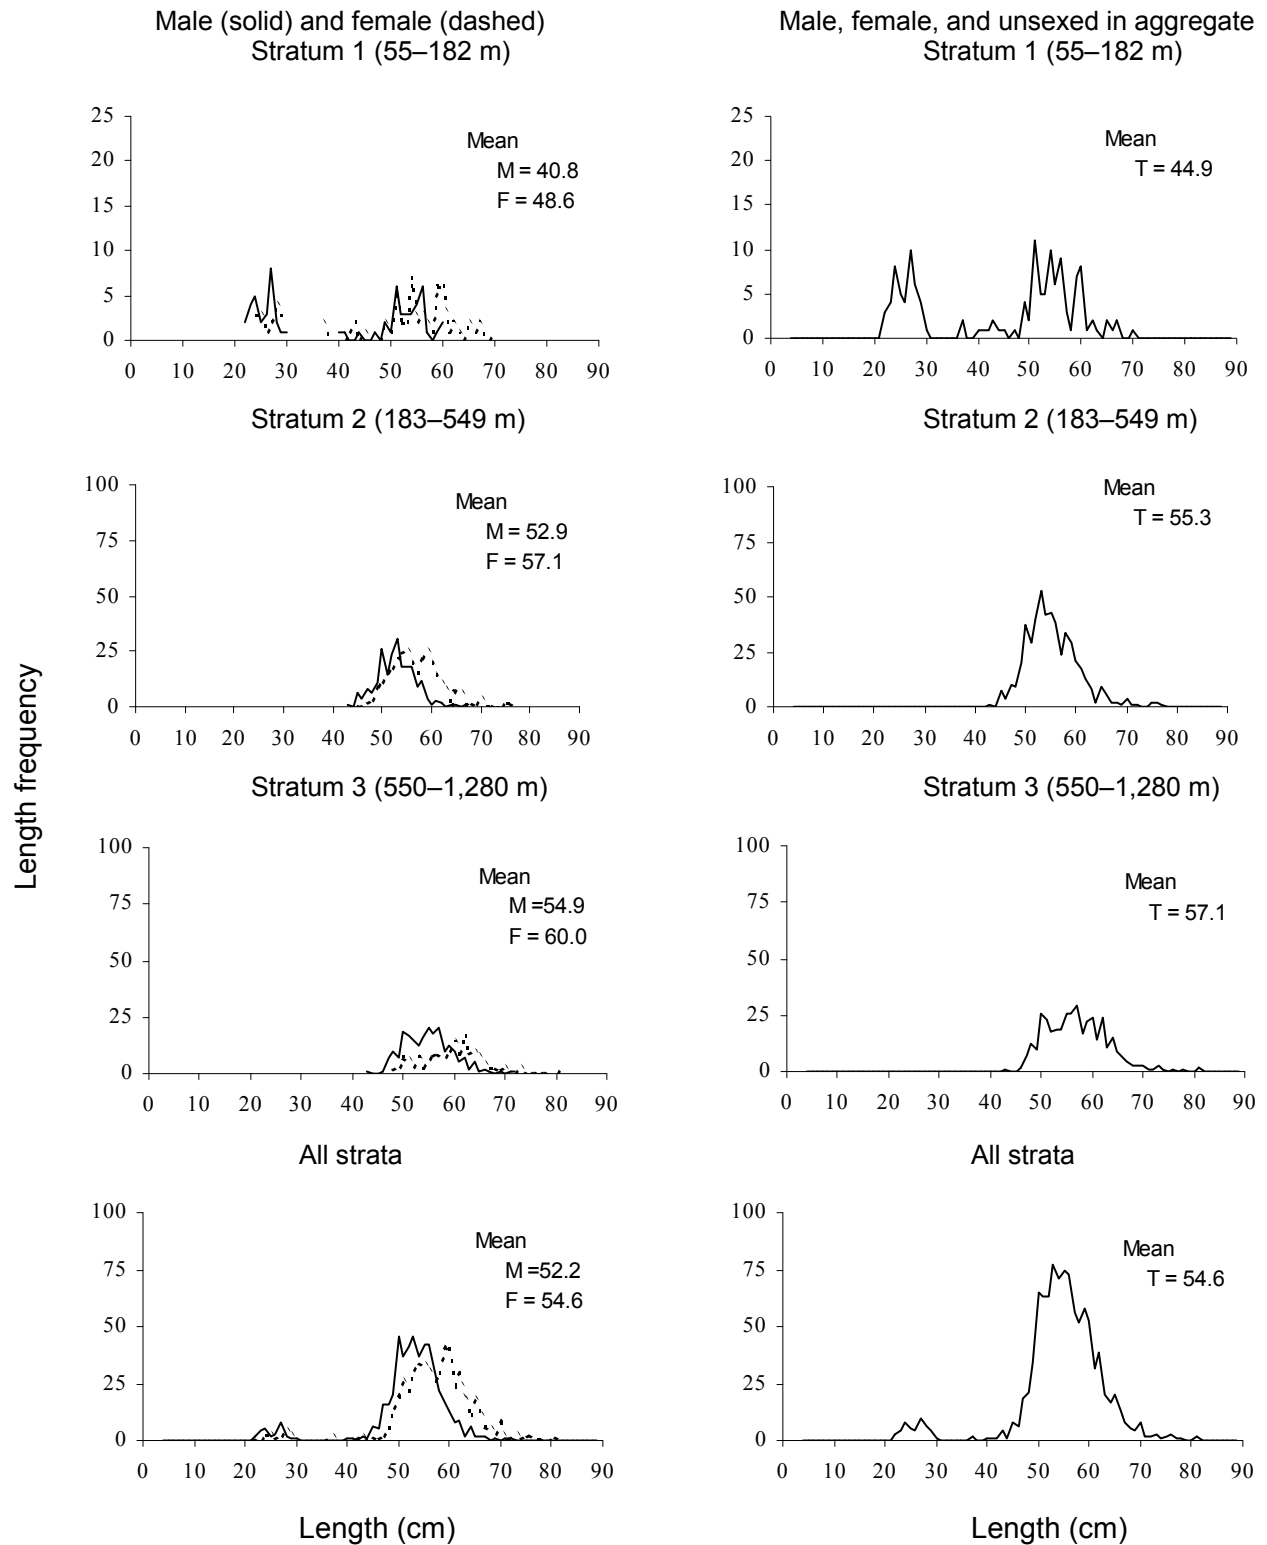 Male (solid) and female (dashed)
Stratum 1 (55–182 m)
25
20
15
10
5
0
0 10 20 30 40 50 60 70 80 90
Mean
M = 40.8
F = 48.6
Male, female, and unsexed in aggregate
Stratum 1 (55–182 m)
25
20
15
10
5
0
0 10 20 30 40 50 60 70 80 90
Mean
T = 44.9
Stratum 2 (183–549 m)
100
75
50
25
0
0 10 20 30 40 50 60 70 80 90
Mean
M = 52.9
F = 57.1
Stratum 2 (183–549 m)
100
75
50
25
0
0 10 20 30 40 50 60 70 80 90
Mean
T = 55.3
Length frequency
Stratum 3 (550–1,280 m)
100
75
50
25
0
0 10 20 30 40 50 60 70 80 90
Mean
M =54.9
F = 60.0
Stratum 3 (550–1,280 m)
100
75
50
25
0
0 10 20 30 40 50 60 70 80 90
Mean
T = 57.1
All strata
100
75
50
25
0
0 10 20 30 40 50 60 70 80 90
Mean
M =52.2
F = 54.6
Length (cm)
All strata
100
75
50
25
0
0 10 20 30 40 50 60 70 80 90
Mean
T = 54.6
Length (cm)